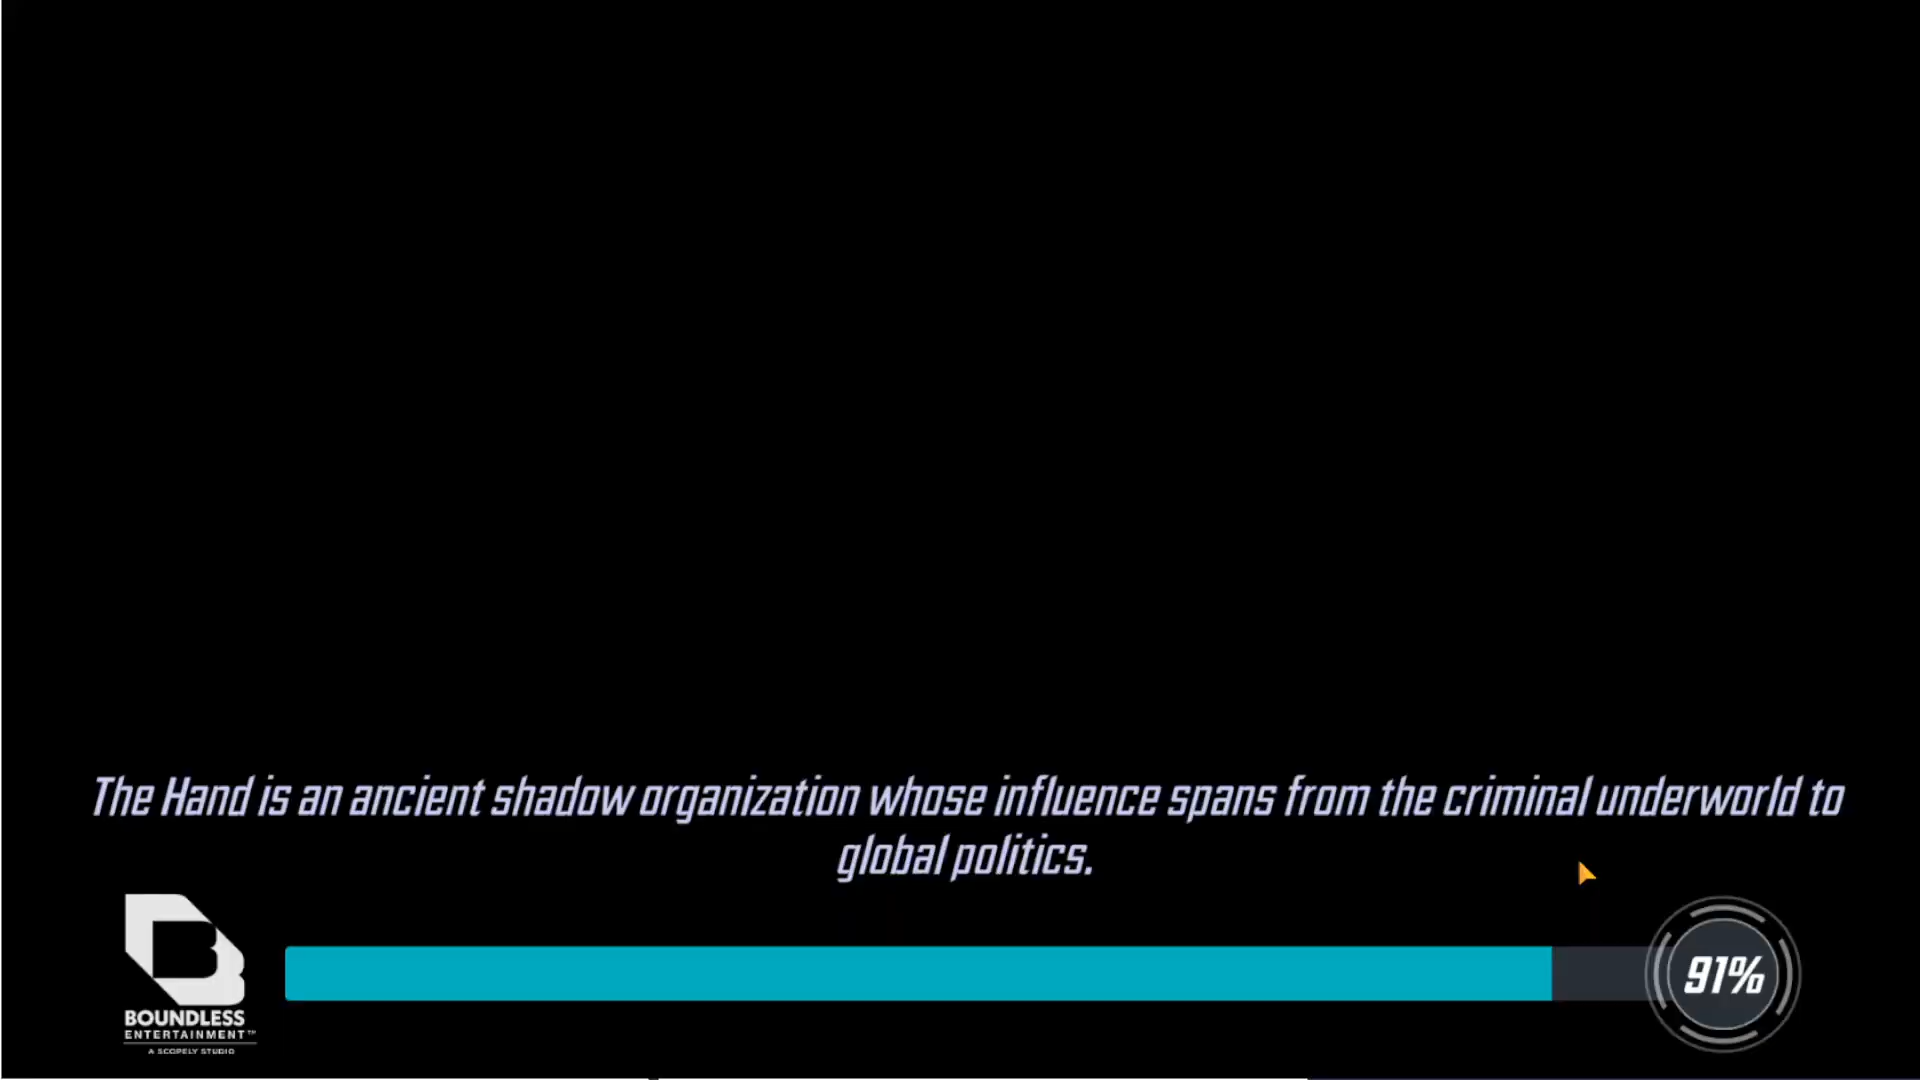 The Hand is an ancient shadow organization whose influence spans from the criminal underworld to
global politics.
91%
BOUNDLESS
ENTERTAINMENT™
A SCOPELY STUDIO